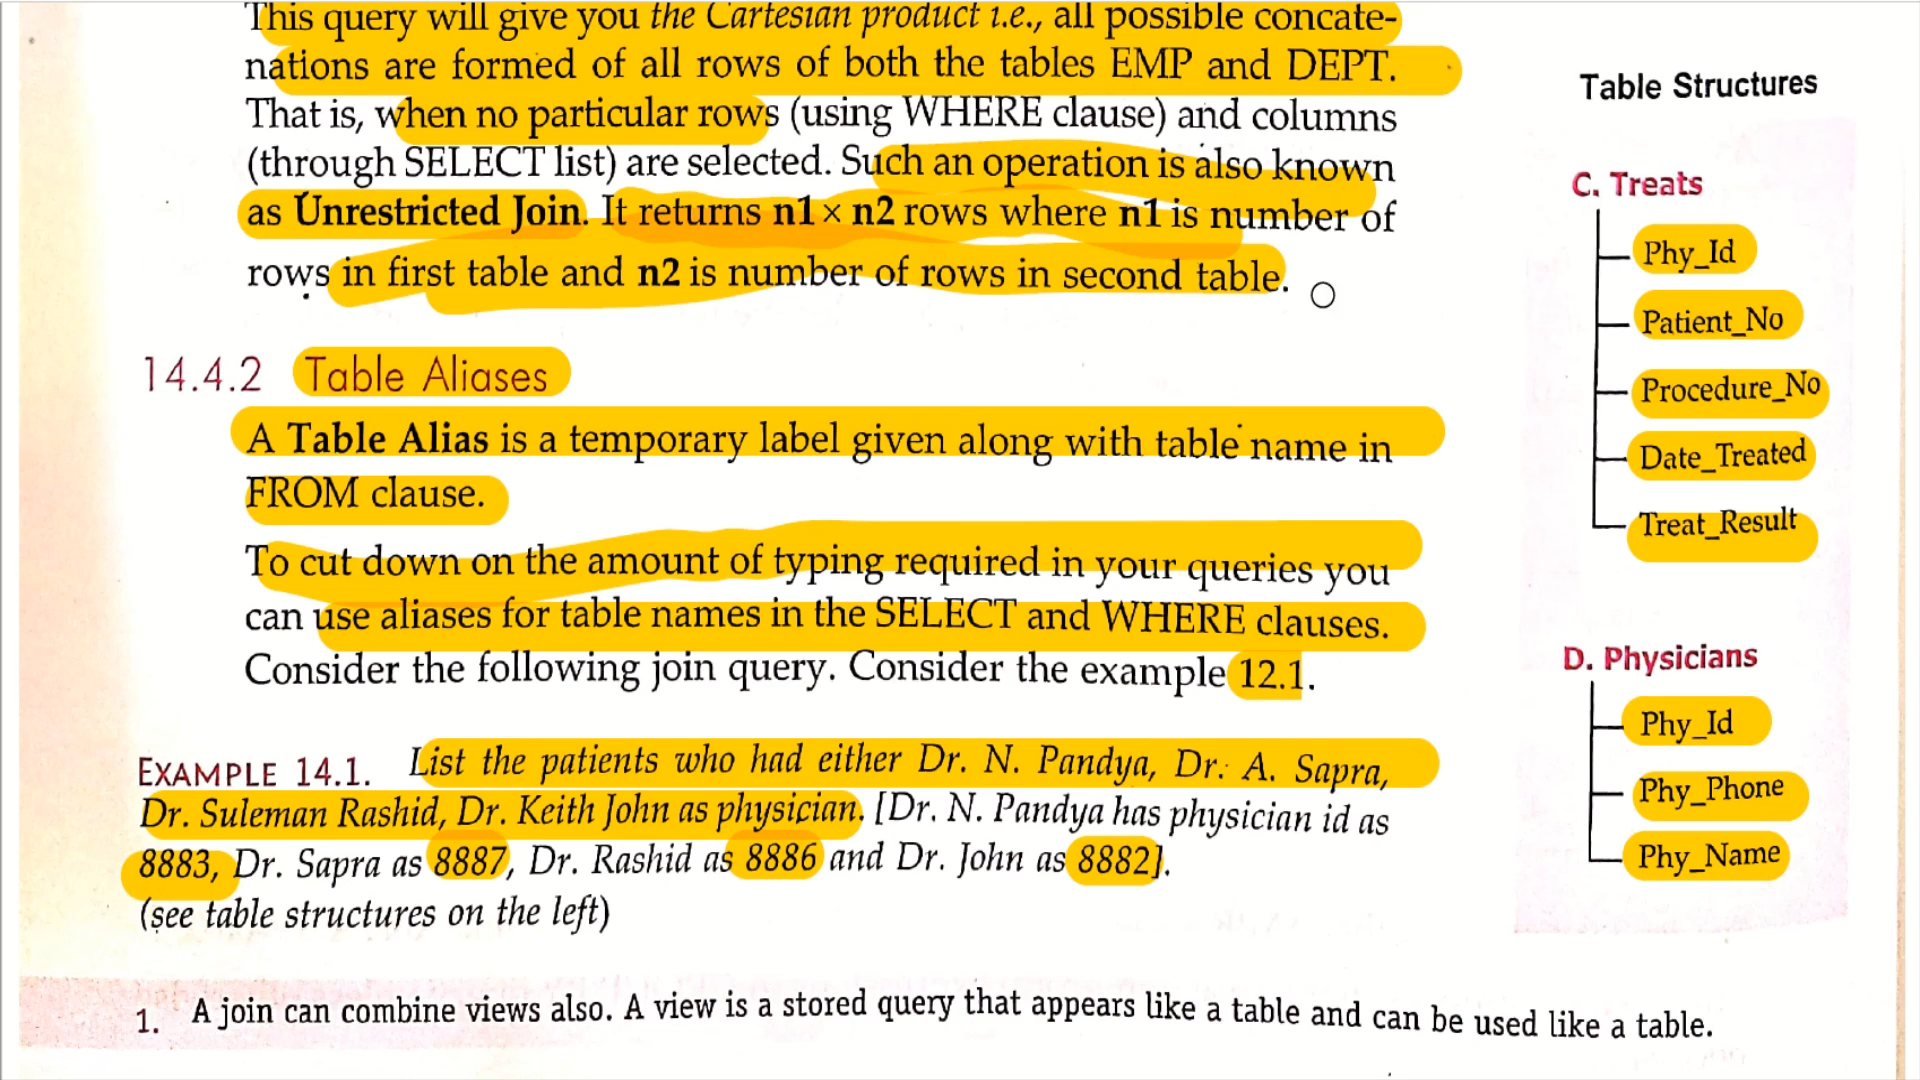 This query will give you the Cartesian product i.e., all possible concate-
nations are formed of all rows of both the tables EMP and DEPT.
That is, when no particular rows (using WHERE clause) and columns
(through SELECT list) are selected. Such an operation is also known
as Unrestricted Join. It returns n1 × n2 rows where n1 is number of
rows in first table and n2 is number of rows in second table.
14.4.2 Table Aliases
A Table Alias is a temporary label given along with table name in
FROM clause.
To cut down on the amount of typing required in your queries you
can use aliases for table names in the SELECT and WHERE clauses.
Consider the following join query. Consider the example 12.1.
EXAMPLE 14.1. List the patients who had either Dr. N. Pandya, Dr. A. Sapra,
Dr. Suleman Rashid, Dr. Keith John as physician. [Dr. N. Pandya has physician id as
8883, Dr. Sapra as 8887, Dr. Rashid as 8886 and Dr. John as 8882].
(see table structures on the left)
Table Structures
C. Treats
Phy_Id
Patient_No
Procedure_No
Date_Treated
Treat_Result
D. Physicians
Phy_Id
Phy_Phone
Phy_Name
1. A join can combine views also. A view is a stored query that appears like a table and can be used like a table.